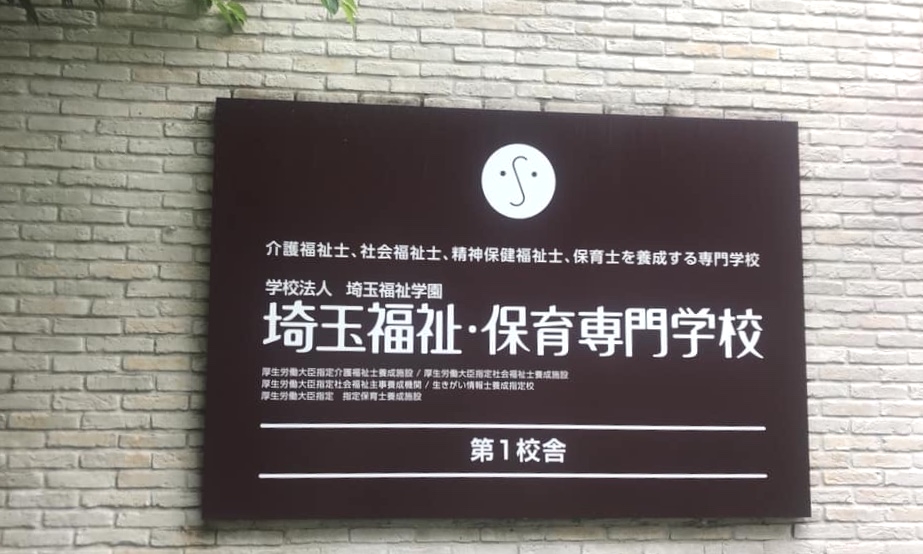 介護福祉士、社会福祉士、精神保健福祉士、保育士を養成する専門学校
学校法人　埼玉福祉学園
埼玉福祉・保育専門学校
厚生労働大臣指定介護福祉士養成施設 / 厚生労働大臣指定社会福祉士養成施設
厚生労働大臣指定社会福祉主事養成機関 / 生きがい情報士養成指定校
厚生労働大臣指定　指定保育士養成施設
第1校舎